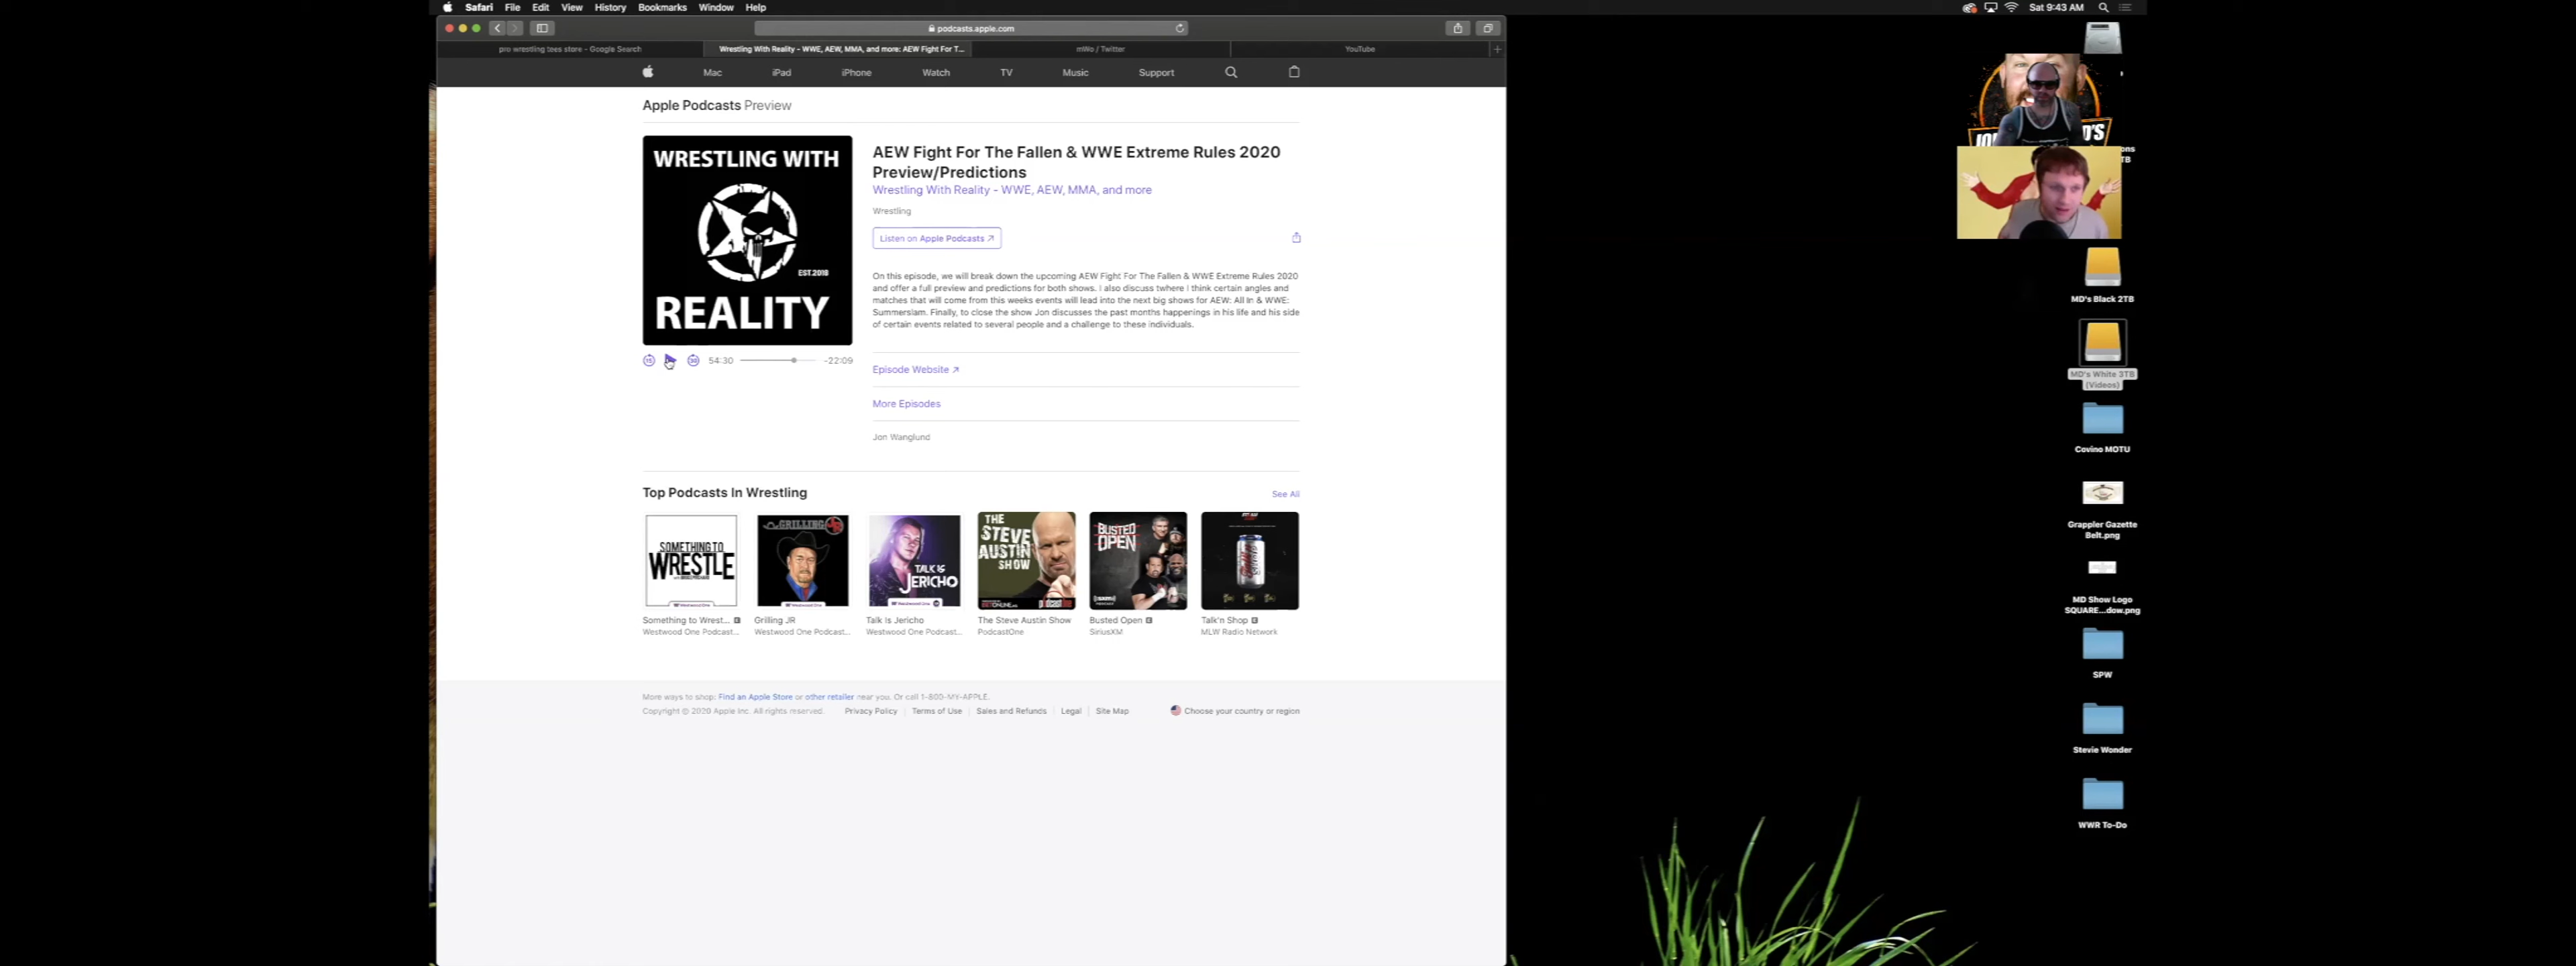 Safari File Edit View History Bookmarks Window Help
Sat 9:43 AM
podcasts.apple.com
pro wrestling tees store - Google Search
Wrestling With Reality - WWE, AEW, MMA, and more: AEW Fight For T...
mWo / Twitter
YouTube
Mac iPad iPhone Watch TV Music Support
Apple Podcasts Preview
WRESTLING WITH
EST.2018
REALITY
15
30
54:30
-22:09
AEW Fight For The Fallen & WWE Extreme Rules 2020
Preview/Predictions
Wrestling With Reality - WWE, AEW, MMA, and more
Wrestling
Listen on Apple Podcasts ↗
On this episode, we will break down the upcoming AEW Fight For The Fallen & WWE Extreme Rules 2020
and offer a full preview and predictions for both shows. I also discuss twhere I think certain angles and
matches that will come from this weeks events will lead into the next big shows for AEW: All In & WWE:
Summerslam. Finally, to close the show Jon discusses the past months happenings in his life and his side
of certain events related to several people and a challenge to these individuals.
Episode Website ↗
More Episodes
Jon Wanglund
Top Podcasts In Wrestling
See All
SOMETHING TO
WRESTLE
Westwood One
GRILLING JR
Westwood One
TALK IS
JERICHO
Westwood One
THE
STEVE
AUSTIN
SHOW
BUSTED
OPEN
Something to Wrest... E
Westwood One Podcast...
Grilling JR
Westwood One Podcast...
Talk Is Jericho
Westwood One Podcast...
The Steve Austin Show
PodcastOne
Busted Open E
SiriusXM
Talk'n Shop E
MLW Radio Network
More ways to shop: Find an Apple Store or other retailer near you. Or call 1-800-MY-APPLE.
Copyright © 2020 Apple Inc. All rights reserved. Privacy Policy | Terms of Use | Sales and Refunds | Legal | Site Map
Choose your country or region
MD's Black 2TB
MD's White 3TB
(Videos)
Covino MOTU
Grappler Gazette
Belt.png
MD Show Logo
SQUARE...dow.png
SPW
Stevie Wonder
WWR To-Do